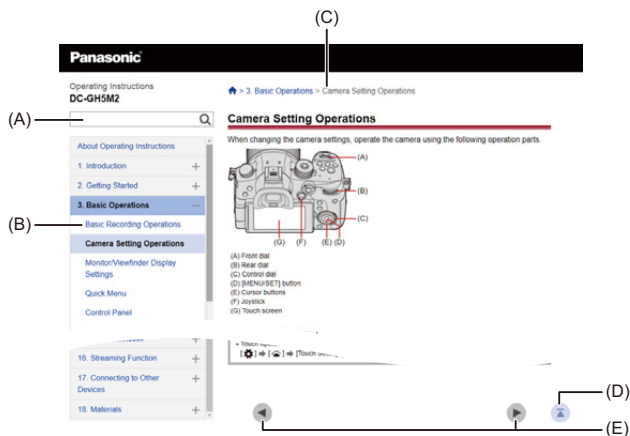 (C)
Panasonic
Operating Instructions
DC-GH5M2
> 3. Basic Operations > Camera Setting Operations
(A)
Camera Setting Operations
About Operating Instructions
When changing the camera settings, operate the camera using the following operation parts.
1. Introduction +
(A)
2. Getting Started +
(B)
3. Basic Operations −
(B)
Basic Recording Operations
(C)
Camera Setting Operations
(G) (F) (E) (D)
Monitor/Viewfinder Display
Settings
(A) Front dial
(B) Rear dial
(C) Control dial
Quick Menu
(D) [MENU/SET] button
(E) Cursor buttons
Control Panel
(F) Joystick
(G) Touch screen
+
16. Streaming Function +
17. Connecting to Other
Devices +
18. Materials +
(D)
(E)